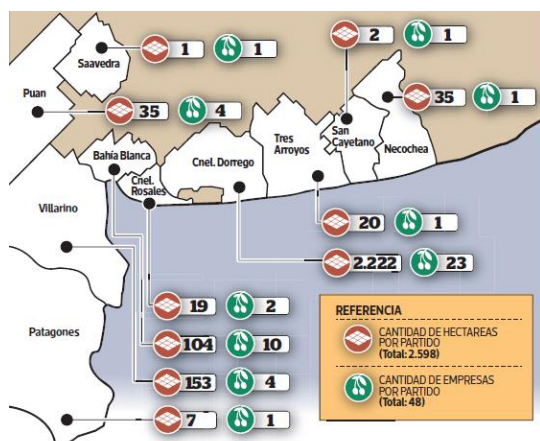 Saavedra
1 1
2 1
Puan
35 4
35 1
Tres
Arroyos
San
Cayetano
Necochea
Bahía Blanca
Cnel. Dorrego
Cnel.
Rosales
Villarino
20 1
2.222 23
19 2
104 10
Patagones
153 4
7 1
REFERENCIA
CANTIDAD DE HECTAREAS
POR PARTIDO
(Total: 2.598)
CANTIDAD DE EMPRESAS
POR PARTIDO
(Total: 48)